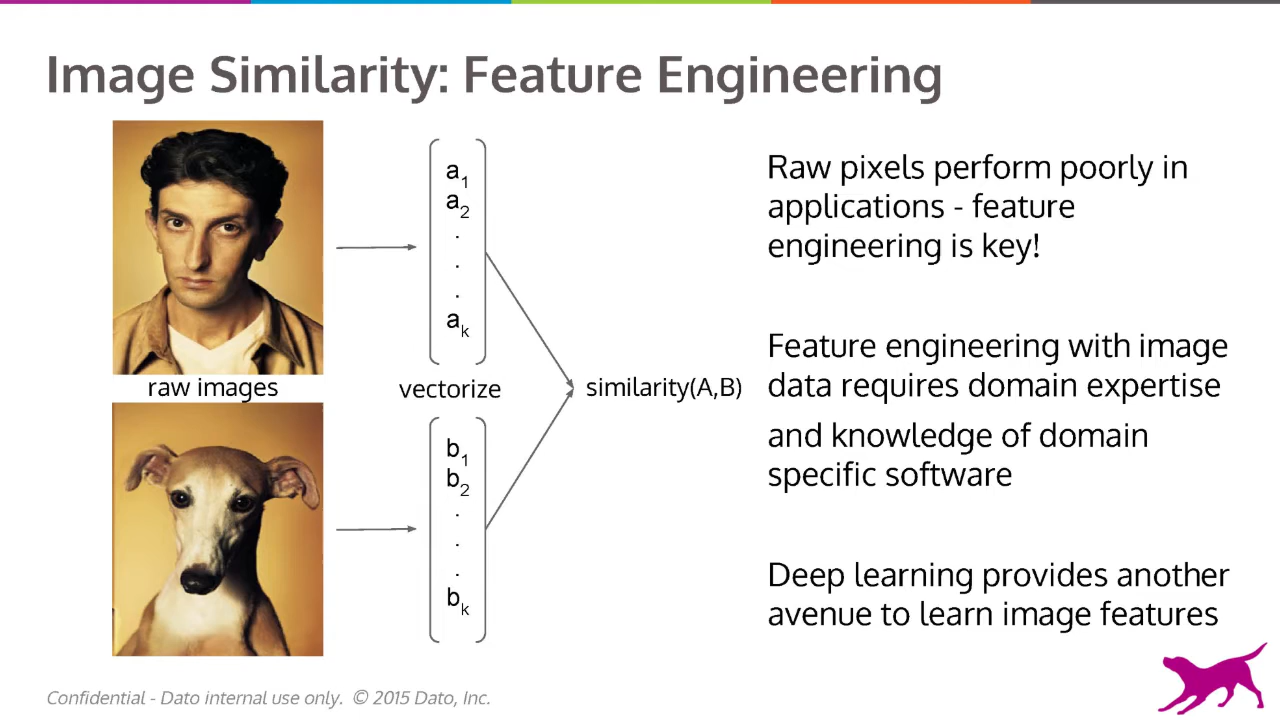 Image Similarity: Feature Engineering
a1
a2
.
.
.
ak
raw images
vectorize
similarity(A,B)
b1
b2
.
.
.
bk
Raw pixels perform poorly in
applications - feature
engineering is key!
Feature engineering with image
data requires domain expertise
and knowledge of domain
specific software
Deep learning provides another
avenue to learn image features
Confidential - Dato internal use only. © 2015 Dato, Inc.